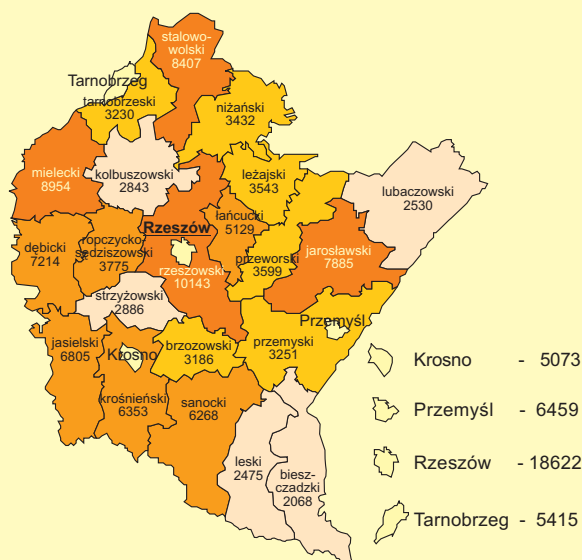 stalowo-
wolski
8407
Tarnobrzeg
tarnobrzeski
3230
niżański
3432
mielecki
8954
kolbuszowski
2843
leżajski
3543
lubaczowski
2530
łańcucki
5129
Rzeszów
dębicki
7214
ropczycko-
sędziszowski
3775
rzeszowski
10143
przeworski
3599
jarosławski
7885
strzyżowski
2886
Przemyśl
jasielski
6805
Krosno
brzozowski
3186
przemyski
3251
krośnieński
6353
sanocki
6268
leski
2475
biesz-
czadzki
2068
Krosno - 5073
Przemyśl - 6459
Rzeszów - 18622
Tarnobrzeg - 5415